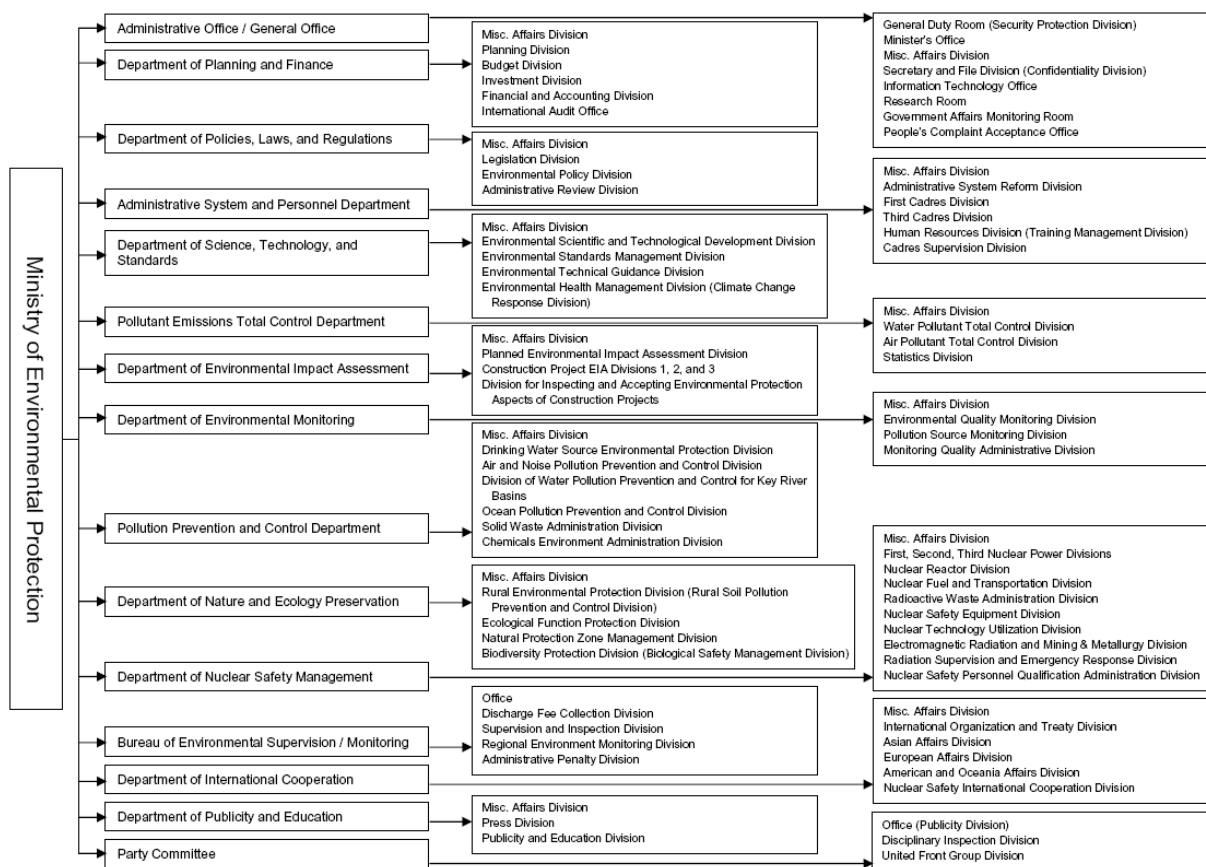 Ministry of Environmental Protection
Administrative Office / General Office
General Duty Room (Security Protection Division)
Minister's Office
Misc. Affairs Division
Secretary and File Division (Confidentiality Division)
Information Technology Office
Research Room
Government Affairs Monitoring Room
People's Complaint Acceptance Office
Department of Planning and Finance
Misc. Affairs Division
Planning Division
Budget Division
Investment Division
Financial and Accounting Division
International Audit Office
Department of Policies, Laws, and Regulations
Misc. Affairs Division
Legislation Division
Environmental Policy Division
Administrative Review Division
Administrative System and Personnel Department
Misc. Affairs Division
Administrative System Reform Division
First Cadres Division
Third Cadres Division
Human Resources Division (Training Management Division)
Cadres Supervision Division
Department of Science, Technology, and
Standards
Misc. Affairs Division
Environmental Scientific and Technological Development Division
Environmental Standards Management Division
Environmental Technical Guidance Division
Environmental Health Management Division (Climate Change
Response Division)
Pollutant Emissions Total Control Department
Misc. Affairs Division
Water Pollutant Total Control Division
Air Pollutant Total Control Division
Statistics Division
Department of Environmental Impact Assessment
Misc. Affairs Division
Planned Environmental Impact Assessment Division
Construction Project EIA Divisions 1, 2, and 3
Division for Inspecting and Accepting Environmental Protection
Aspects of Construction Projects
Department of Environmental Monitoring
Misc. Affairs Division
Environmental Quality Monitoring Division
Pollution Source Monitoring Division
Monitoring Quality Administrative Division
Pollution Prevention and Control Department
Misc. Affairs Division
Drinking Water Source Environmental Protection Division
Air and Noise Pollution Prevention and Control Division
Division of Water Pollution Prevention and Control for Key River
Basins
Ocean Pollution Prevention and Control Division
Solid Waste Administration Division
Chemicals Environment Administration Division
Department of Nature and Ecology Preservation
Misc. Affairs Division
Rural Environmental Protection Division (Rural Soil Pollution
Prevention and Control Division)
Ecological Function Protection Division
Natural Protection Zone Management Division
Biodiversity Protection Division (Biological Safety Management Division)
Department of Nuclear Safety Management
Misc. Affairs Division
First, Second, Third Nuclear Power Divisions
Nuclear Reactor Division
Nuclear Fuel and Transportation Division
Radioactive Waste Administration Division
Nuclear Safety Equipment Division
Nuclear Technology Utilization Division
Electromagnetic Radiation and Mining & Metallurgy Division
Radiation Supervision and Emergency Response Division
Nuclear Safety Personnel Qualification Administration Division
Bureau of Environmental Supervision / Monitoring
Office
Discharge Fee Collection Division
Supervision and Inspection Division
Regional Environment Monitoring Division
Administrative Penalty Division
Department of International Cooperation
Misc. Affairs Division
International Organization and Treaty Division
Asian Affairs Division
European Affairs Division
American and Oceania Affairs Division
Nuclear Safety International Cooperation Division
Department of Publicity and Education
Misc. Affairs Division
Press Division
Publicity and Education Division
Party Committee
Office (Publicity Division)
Disciplinary Inspection Division
United Front Group Division